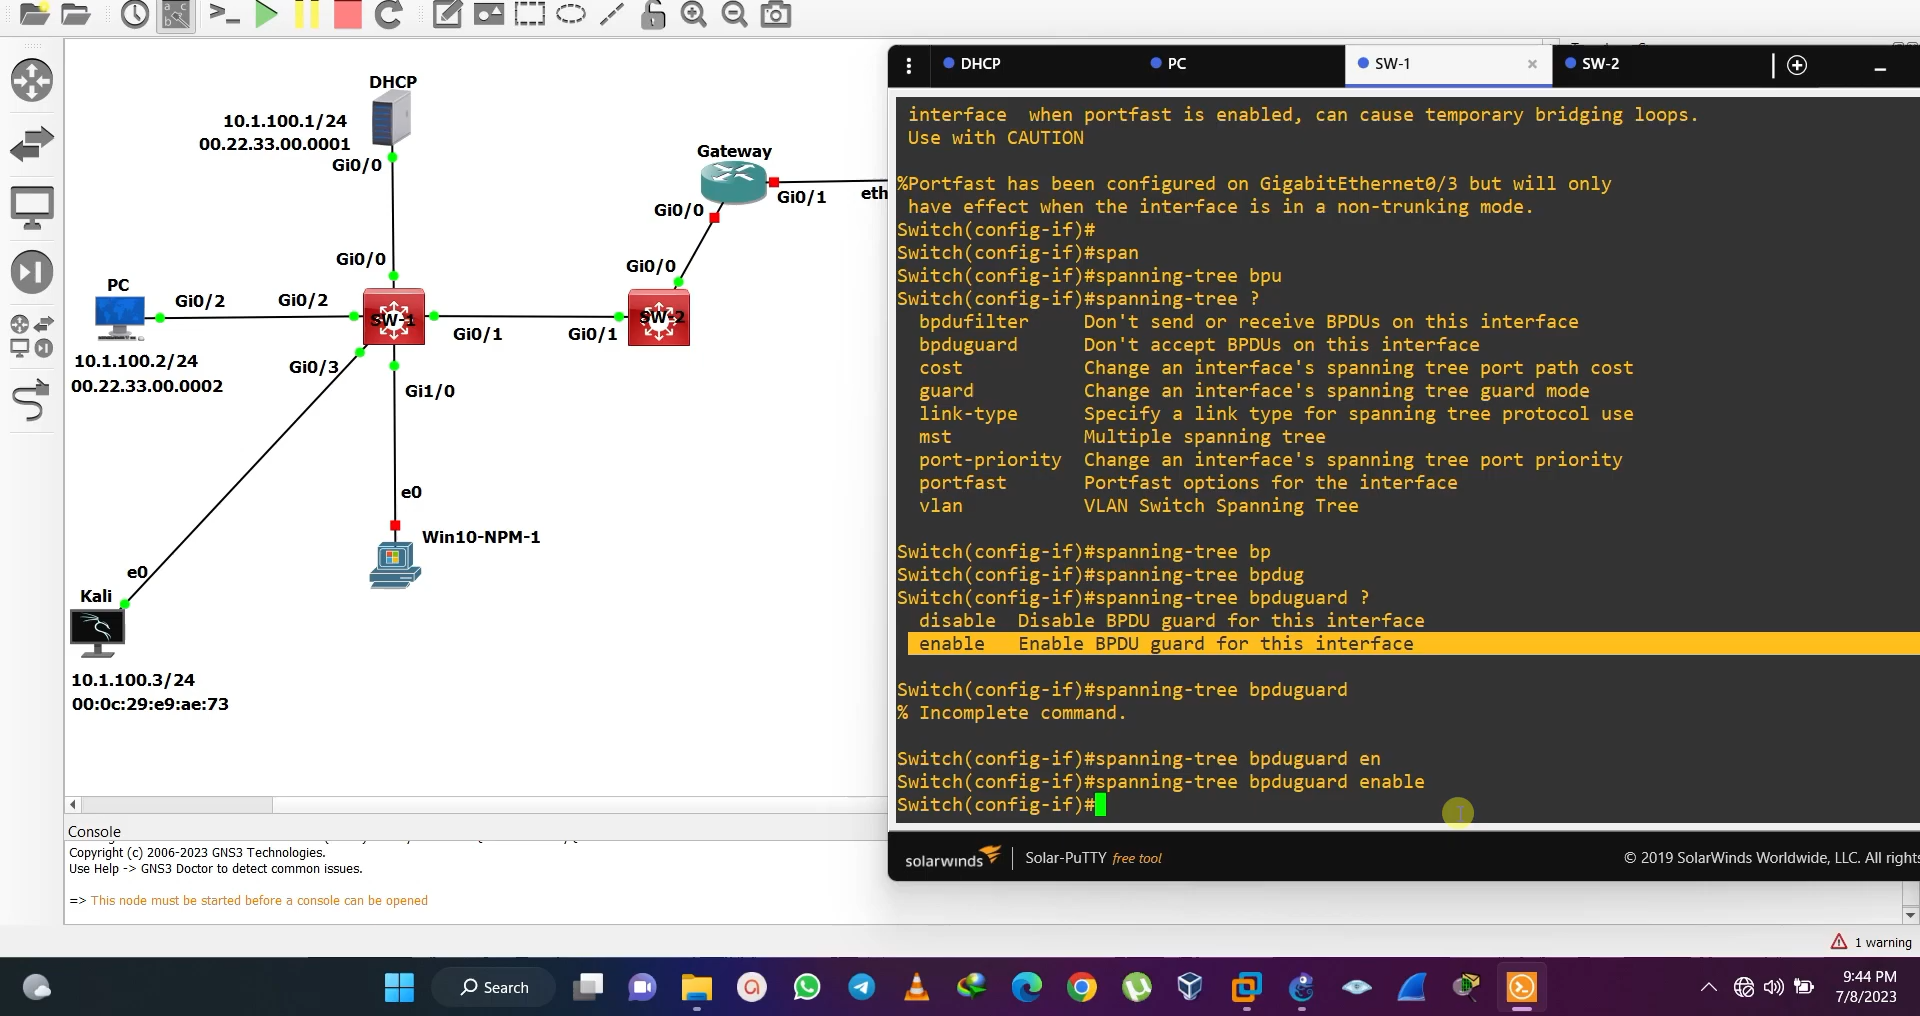 DHCP
10.1.100.1/24
00.22.33.00.0001
Gi0/0
Gateway
Gi0/1
eth
Gi0/0
Gi0/0
Gi0/0
PC
Gi0/2
Gi0/2
SW-1
Gi0/1
Gi0/1
SW-2
10.1.100.2/24
00.22.33.00.0002
Gi0/3
Gi1/0
e0
Win10-NPM-1
e0
Kali
10.1.100.3/24
00:0c:29:e9:ae:73
DHCP
PC
SW-1
SW-2
interface  when portfast is enabled, can cause temporary bridging loops.
Use with CAUTION
%Portfast has been configured on GigabitEthernet0/3 but will only
have effect when the interface is in a non-trunking mode.
Switch(config-if)#
Switch(config-if)#span
Switch(config-if)#spanning-tree bpu
Switch(config-if)#spanning-tree ?
bpdufilter     Don't send or receive BPDUs on this interface
bpduguard      Don't accept BPDUs on this interface
cost           Change an interface's spanning tree port path cost
guard          Change an interface's spanning tree guard mode
link-type      Specify a link type for spanning tree protocol use
mst            Multiple spanning tree
port-priority  Change an interface's spanning tree port priority
portfast       Portfast options for the interface
vlan           VLAN Switch Spanning Tree
Switch(config-if)#spanning-tree bp
Switch(config-if)#spanning-tree bpdug
Switch(config-if)#spanning-tree bpduguard ?
disable  Disable BPDU guard for this interface
enable   Enable BPDU guard for this interface
Switch(config-if)#spanning-tree bpduguard
% Incomplete command.
Switch(config-if)#spanning-tree bpduguard en
Switch(config-if)#spanning-tree bpduguard enable
Switch(config-if)#
solarwinds
Solar-PuTTY free tool
© 2019 SolarWinds Worldwide, LLC. All rights
Console
Copyright (c) 2006-2023 GNS3 Technologies.
Use Help -> GNS3 Doctor to detect common issues.
=> This node must be started before a console can be opened
1 warning
Search
9:44 PM
7/8/2023